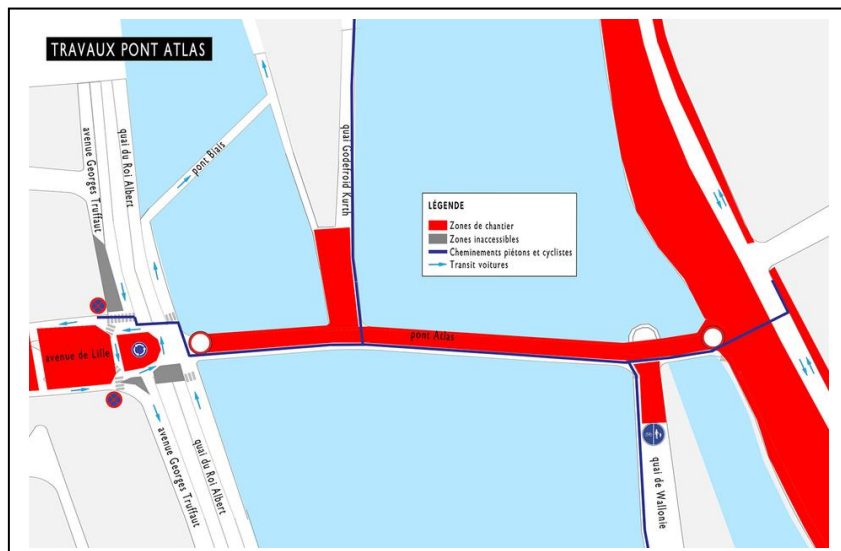 TRAVAUX PONT ATLAS
avenue Georges Truffaut
quai du Roi Albert
pont Biais
quai Godefroid Kurth
LÉGENDE
Zones de chantier
Zones inaccessibles
Cheminements piétons et cyclistes
Transit voitures
avenue de Lille
pont Atlas
avenue Georges Truffaut
quai du Roi Albert
quai de Wallonie